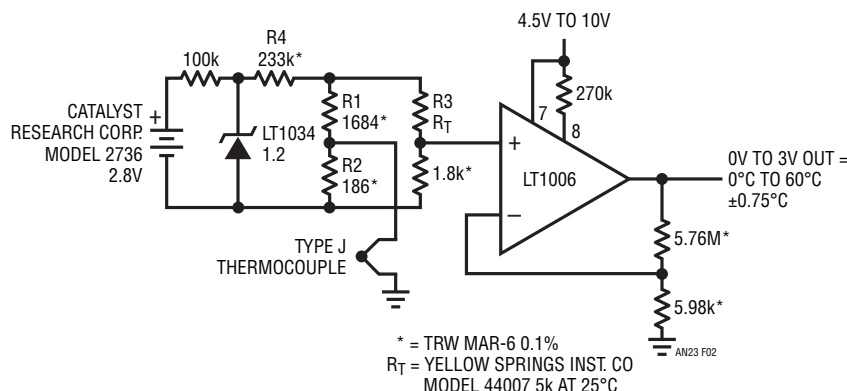 4.5V TO 10V
R4
233k*
100k
270k
R1
1684*
R3
RT
7
8
CATALYST
RESEARCH CORP.
MODEL 2736
2.8V
+
LT1034
1.2
R2
186*
1.8k*
+
LT1006
–
0V TO 3V OUT =
0°C TO 60°C
±0.75°C
5.76M*
TYPE J
THERMOCOUPLE
5.98k*
AN23 F02
* = TRW MAR-6 0.1%
RT = YELLOW SPRINGS INST. CO
MODEL 44007 5k AT 25°C